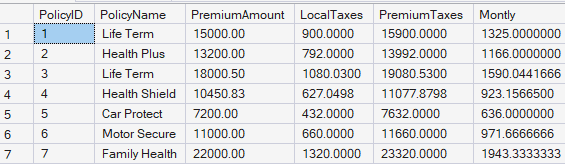 PolicyID PolicyName PremiumAmount LocalTaxes PremiumTaxes Montly
1 1 Life Term 15000.00 900.0000 15900.0000 1325.0000000
2 2 Health Plus 13200.00 792.0000 13992.0000 1166.0000000
3 3 Life Term 18000.50 1080.0300 19080.5300 1590.0441666
4 4 Health Shield 10450.83 627.0498 11077.8798 923.1566500
5 5 Car Protect 7200.00 432.0000 7632.0000 636.0000000
6 6 Motor Secure 11000.00 660.0000 11660.0000 971.6666666
7 7 Family Health 22000.00 1320.0000 23320.0000 1943.3333333